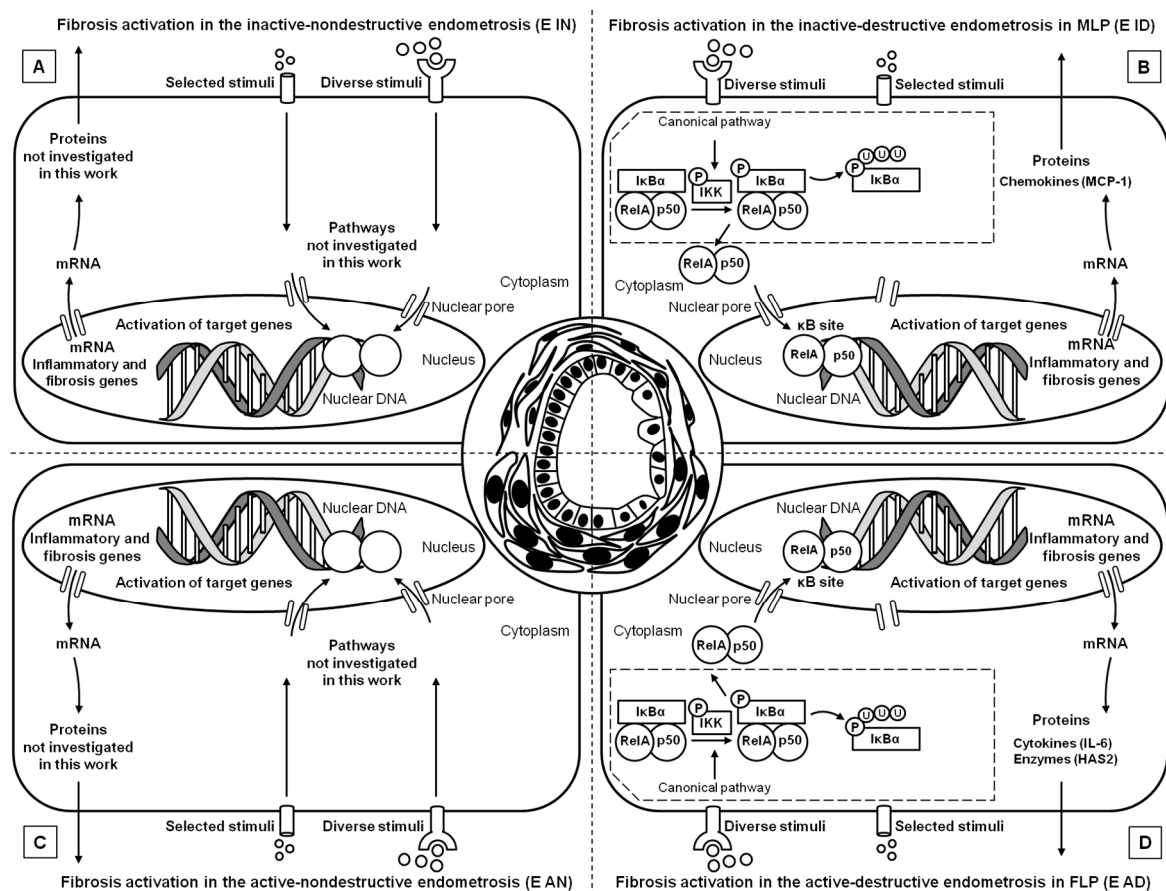 Fibrosis activation in the inactive-nondestructive endometrosis (E IN)
A
Selected stimuli
Diverse stimuli
Proteins
not investigated
in this work
Pathways
not investigated
in this work
mRNA
Cytoplasm
Nuclear pore
Activation of target genes
mRNA
Inflammatory and
fibrosis genes
Nucleus
Nuclear DNA
Fibrosis activation in the inactive-destructive endometrosis in MLP (E ID)
B
Diverse stimuli
Selected stimuli
Canonical pathway
P
U U U
P
P
IκBα
IKK
IκBα
IκBα
RelA
p50
RelA
p50
Proteins
Chemokines (MCP-1)
RelA
p50
mRNA
Cytoplasm
Nuclear pore
κB site
Activation of target genes
mRNA
Inflammatory and
fibrosis genes
Nucleus
RelA
p50
Nuclear DNA
mRNA
Inflammatory and
fibrosis genes
Nuclear DNA
Nucleus
Activation of target genes
Nuclear pore
Cytoplasm
mRNA
Pathways
not investigated
in this work
Proteins
not investigated
in this work
Selected stimuli
Diverse stimuli
C
Fibrosis activation in the active-nondestructive endometrosis (E AN)
Nuclear DNA
mRNA
Inflammatory and
fibrosis genes
Nucleus
RelA
p50
κB site
Activation of target genes
Nuclear pore
Cytoplasm
RelA
p50
mRNA
P
P
U U U
P
IκBα
IKK
IκBα
IκBα
RelA
p50
RelA
p50
Proteins
Cytokines (IL-6)
Enzymes (HAS2)
Canonical pathway
Diverse stimuli
Selected stimuli
D
Fibrosis activation in the active-destructive endometrosis in FLP (E AD)